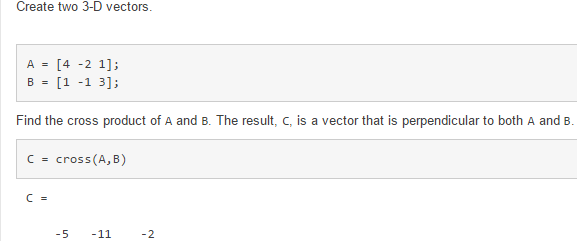 Create two 3-D vectors.
A = [4 -2 1];
B = [1 -1 3];
Find the cross product of A and B. The result, C, is a vector that is perpendicular to both A and B.
C = cross(A,B)
C =
-5 -11 -2